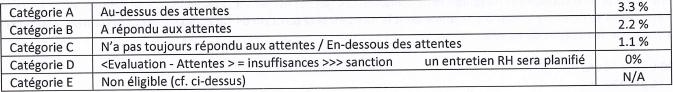 Catégorie A Au-dessus des attentes 3.3 %
Catégorie B A répondu aux attentes 2.2 %
Catégorie C N'a pas toujours répondu aux attentes / En-dessous des attentes 1.1 %
Catégorie D <Evaluation - Attentes > = insuffisances >>> sanction un entretien RH sera planifié 0%
Catégorie E Non éligible (cf. ci-dessus) N/A